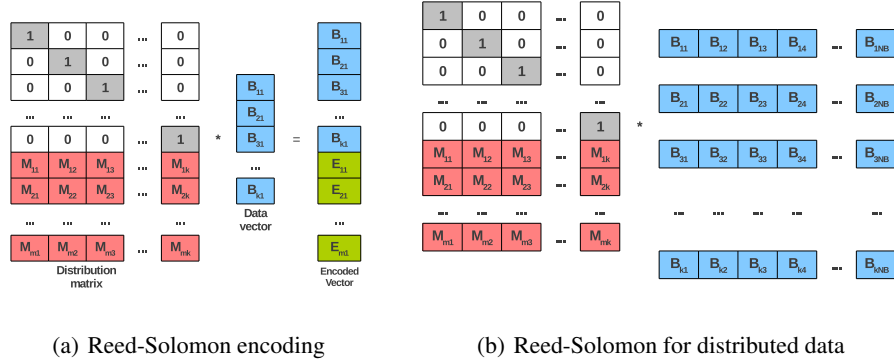 1 0 0 ... 0
0 1 0 ... 0
0 0 1 ... 0
... ... ... ...
0 0 0 ... 1
M11 M12 M13 ... M1k
M21 M22 M23 ... M2k
... ... ... ...
Mm1 Mm2 Mm3 ... Mmk
Distribution
matrix
*
B11
B21
B31
...
Bk1
Data
vector
=
B11
B21
B31
...
Bk1
E11
E21
...
Em1
Encoded
Vector
(a) Reed-Solomon encoding
1 0 0 ... 0
0 1 0 ... 0
0 0 1 ... 0
... ... ... ...
0 0 0 ... 1
M11 M12 M13 ... M1k
M21 M22 M23 ... M2k
... ... ... ...
Mm1 Mm2 Mm3 ... Mmk
*
B11 B12 B13 B14 ... B1NB
B21 B22 B23 B24 ... B2NB
B31 B32 B33 B34 ... B3NB
... ... ... ... ...
Bk1 Bk2 Bk3 Bk4 ... BkNB
(b) Reed-Solomon for distributed data